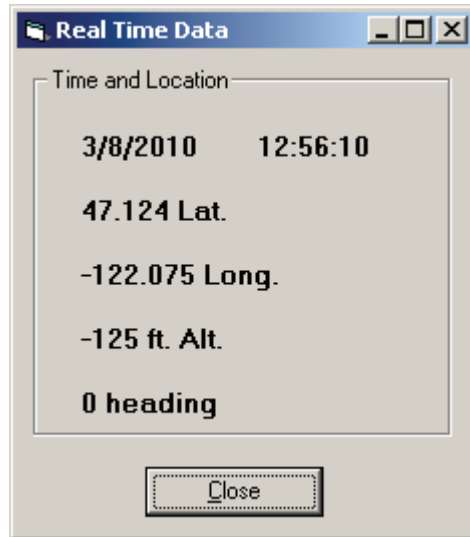 Real Time Data
Time and Location
3/8/2010 12:56:10
47.124 Lat.
-122.075 Long.
-125 ft. Alt.
0 heading
Close